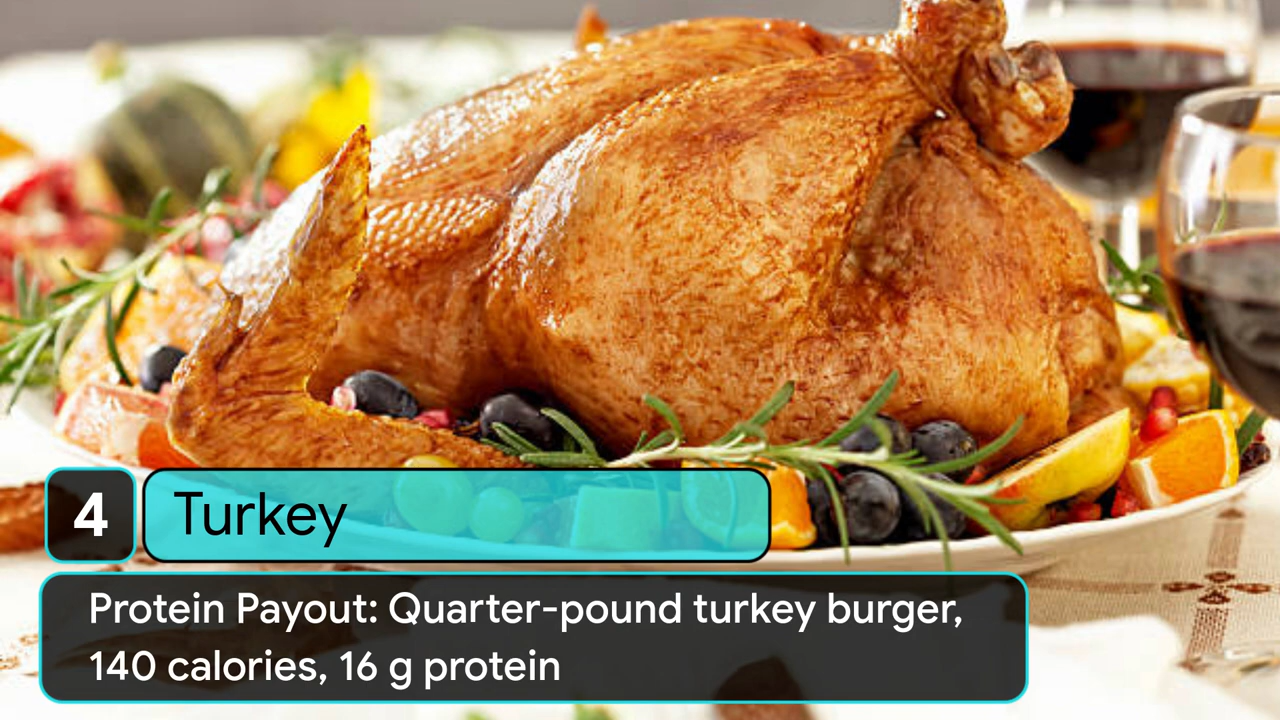 4
Turkey
Protein Payout: Quarter-pound turkey burger,
140 calories, 16 g protein